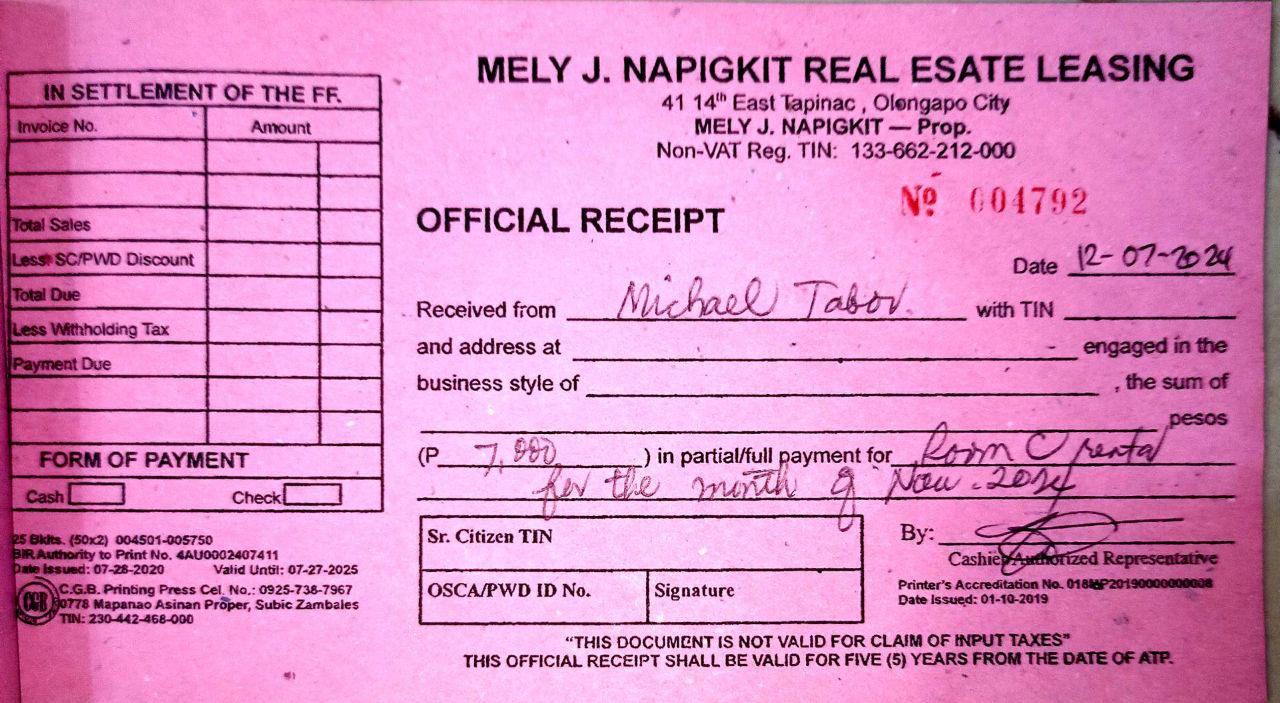 IN SETTLEMENT OF THE FF.
Invoice No. Amount
Total Sales
Less: SC/PWD Discount
Total Due
Less Withholding Tax
Payment Due
FORM OF PAYMENT
Cash Check
25 Bklts. (50x2) 004501-005750
BIR Authority to Print No. 4AU0002407411
Date Issued: 07-28-2020 Valid Until: 07-27-2025
CGB
C.G.B. Printing Press Cel. No.: 0925-738-7967
0778 Mapanao Asinan Proper, Subic Zambales
TIN: 230-442-468-000
MELY J. NAPIGKIT REAL ESATE LEASING
41 14th East Tapinac , Olongapo City
MELY J. NAPIGKIT — Prop.
Non-VAT Reg. TIN: 133-662-212-000
Nº 004792
OFFICIAL RECEIPT
Date 12-07-2024
Received from Michael Tabor with TIN
and address at engaged in the
business style of , the sum of
pesos
(P 7,000 ) in partial/full payment for Room C rental
for the month of Nov. 2024
Sr. Citizen TIN
OSCA/PWD ID No. Signature
By:
Cashier/Authorized Representative
Printer's Accreditation No.
Date Issued: 01-10-2019
"THIS DOCUMENT IS NOT VALID FOR CLAIM OF INPUT TAXES"
THIS OFFICIAL RECEIPT SHALL BE VALID FOR FIVE (5) YEARS FROM THE DATE OF ATP.